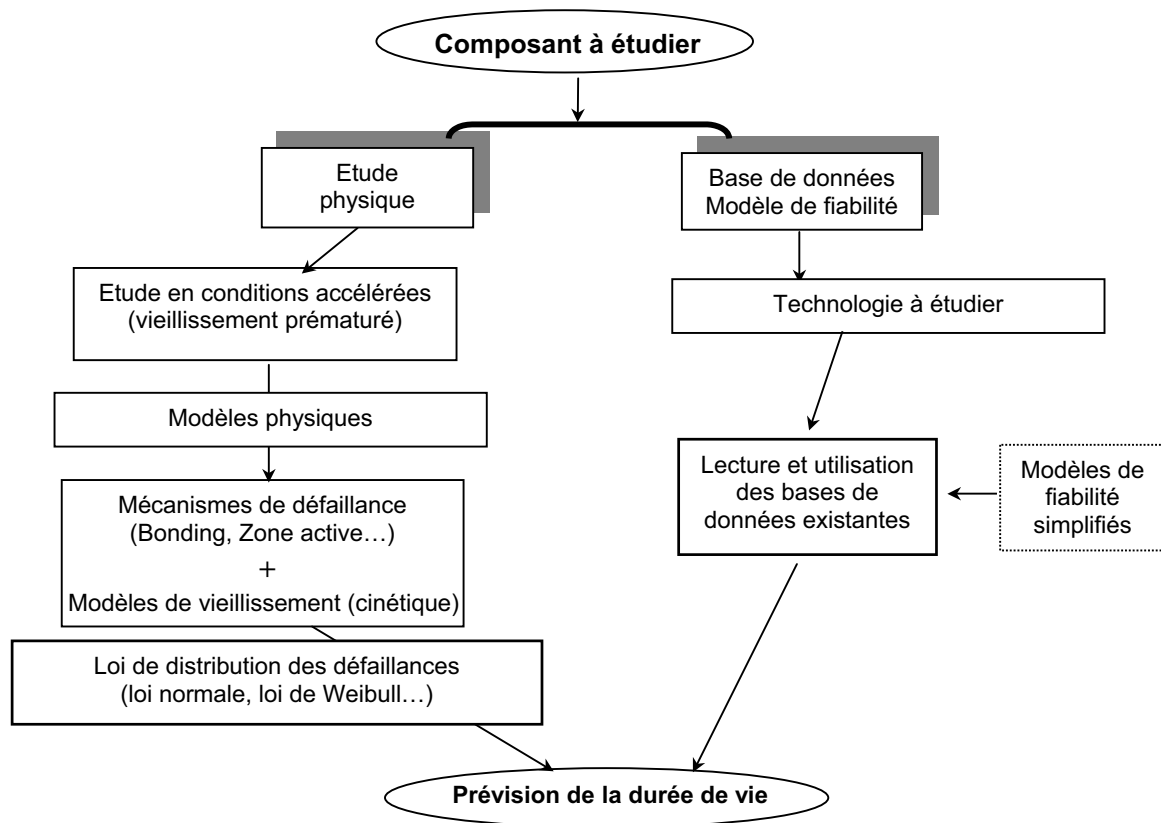 Composant à étudier
Etude
physique
Base de données
Modèle de fiabilité
Etude en conditions accélérées
(vieillissement prématuré)
Technologie à étudier
Modèles physiques
Lecture et utilisation
des bases de
données existantes
Modèles de
fiabilité
simplifiés
Mécanismes de défaillance
(Bonding, Zone active…)
+
Modèles de vieillissement (cinétique)
Loi de distribution des défaillances
(loi normale, loi de Weibull…)
Prévision de la durée de vie